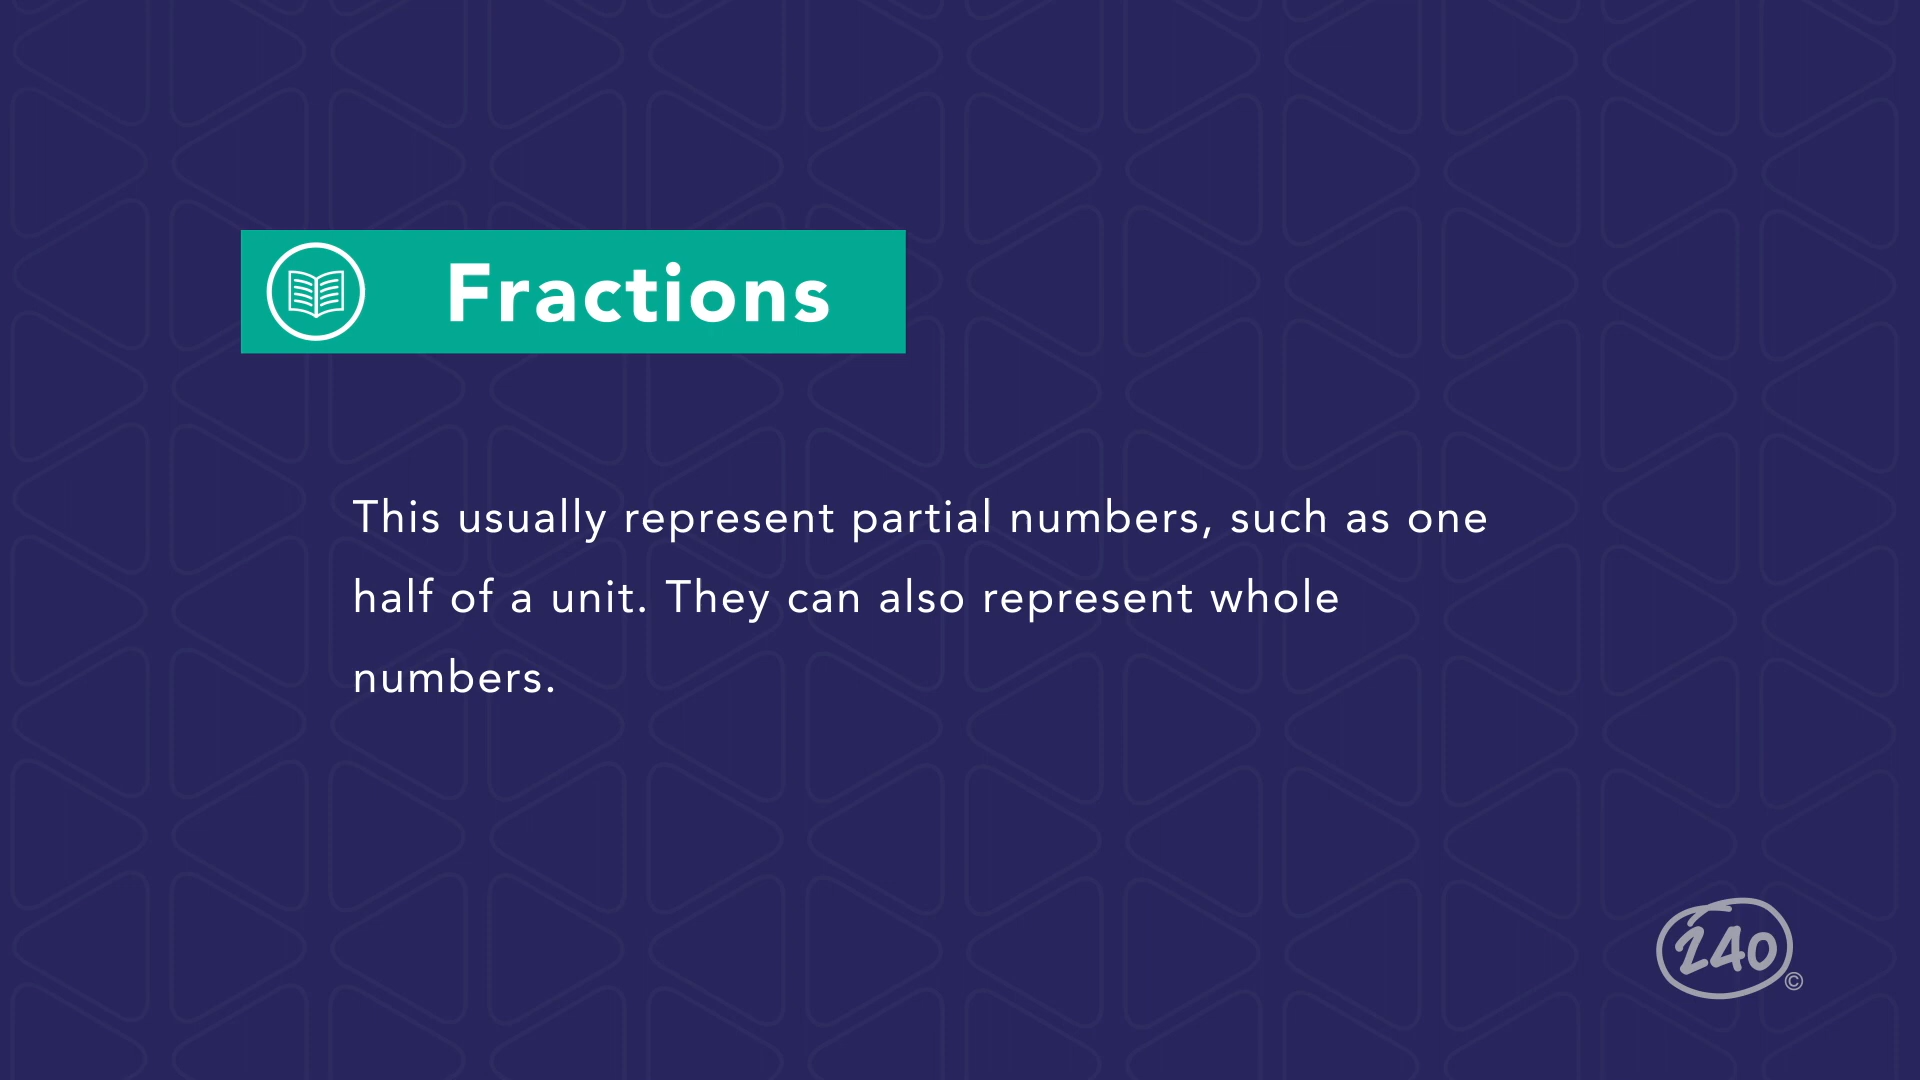 Fractions
This usually represent partial numbers, such as one
half of a unit. They can also represent whole
numbers.
240
©